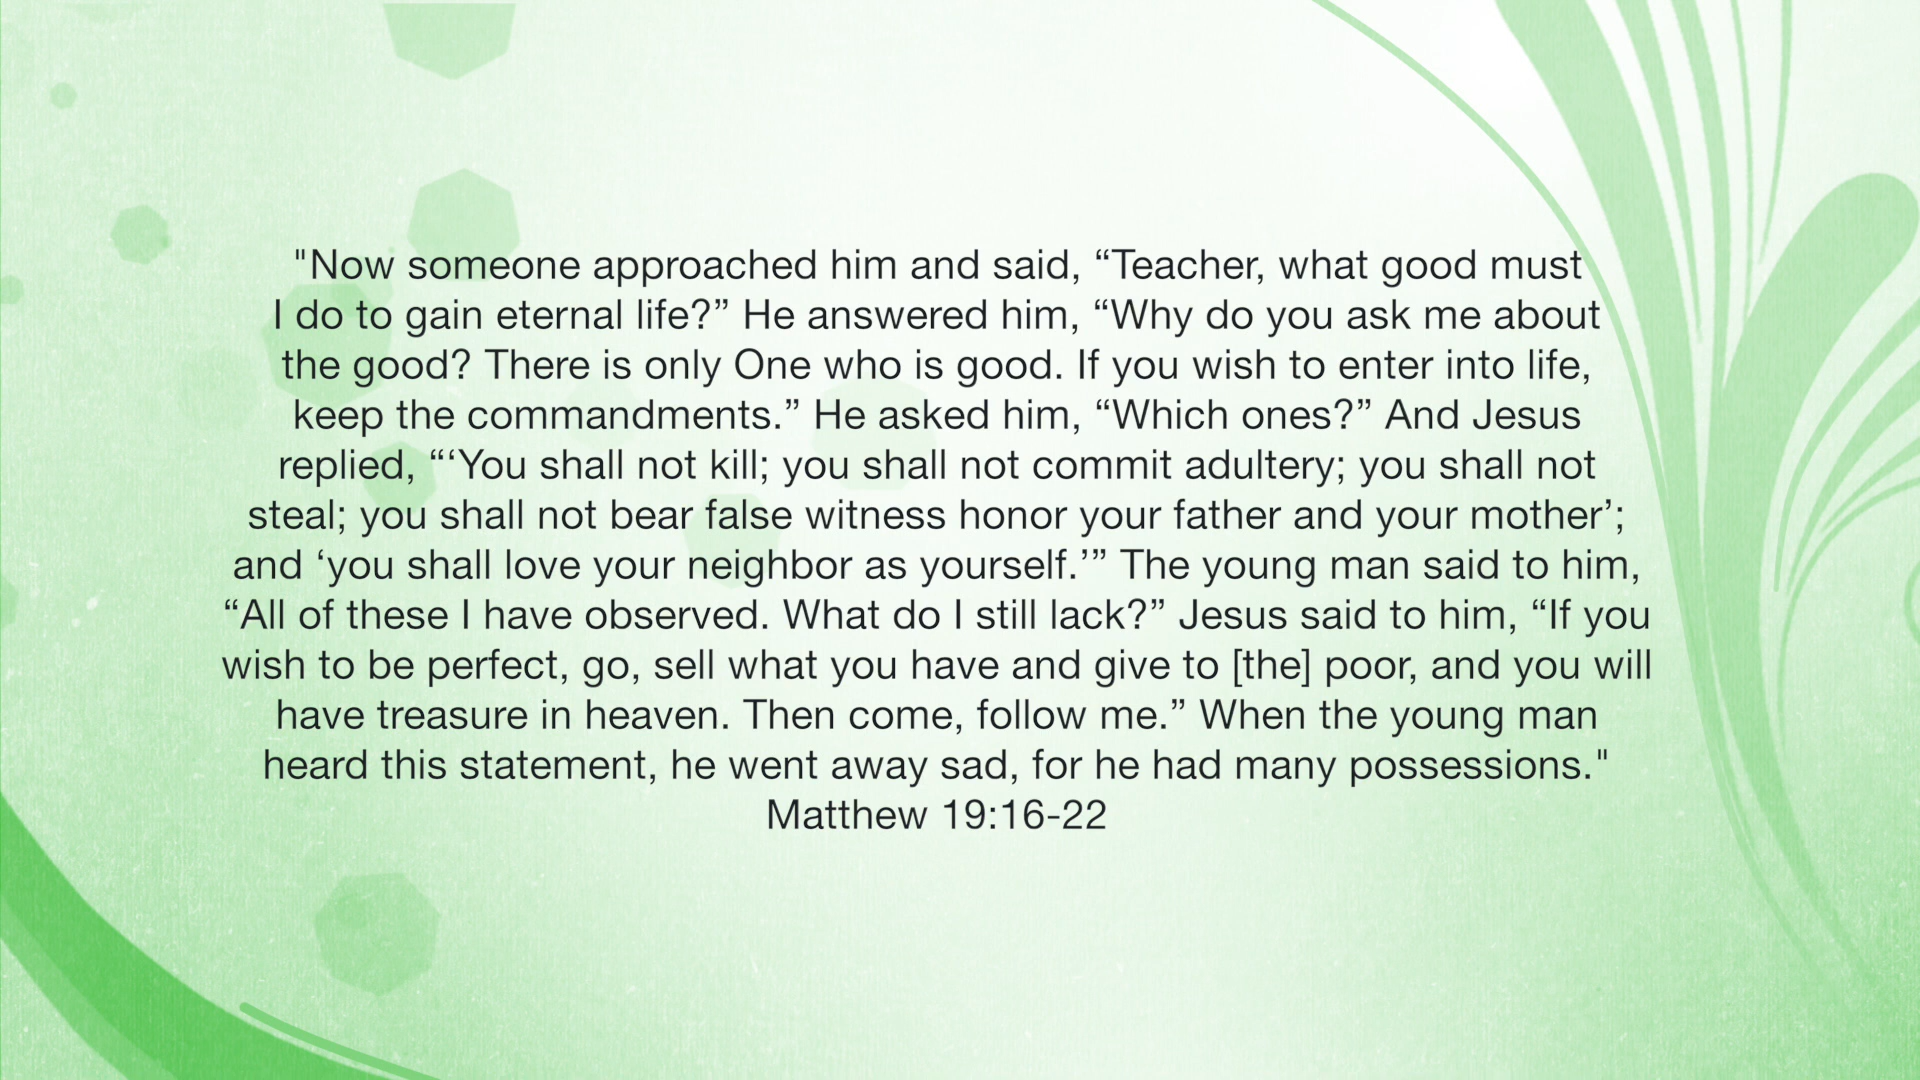 "Now someone approached him and said, “Teacher, what good must
I do to gain eternal life?” He answered him, “Why do you ask me about
the good? There is only One who is good. If you wish to enter into life,
keep the commandments.” He asked him, “Which ones?” And Jesus
replied, “‘You shall not kill; you shall not commit adultery; you shall not
steal; you shall not bear false witness honor your father and your mother’;
and ‘you shall love your neighbor as yourself.’” The young man said to him,
“All of these I have observed. What do I still lack?” Jesus said to him, “If you
wish to be perfect, go, sell what you have and give to [the] poor, and you will
have treasure in heaven. Then come, follow me.” When the young man
heard this statement, he went away sad, for he had many possessions."
Matthew 19:16-22